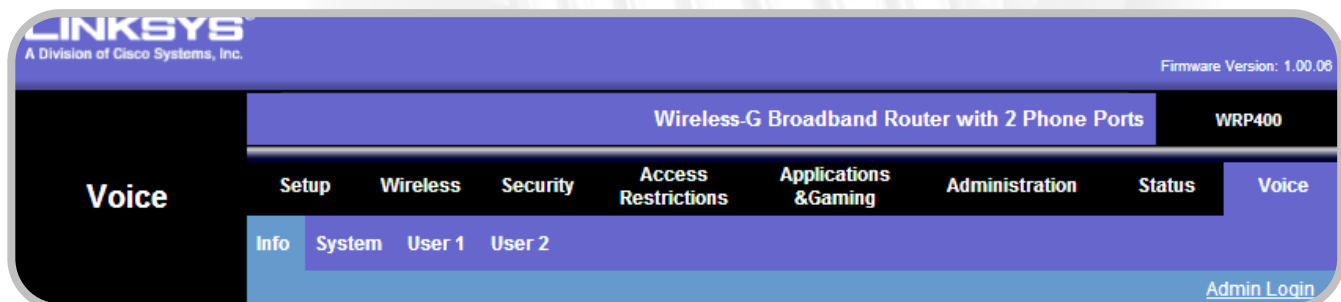 LINKSYS®
A Division of Cisco Systems, Inc.
Firmware Version: 1.00.06
Wireless-G Broadband Router with 2 Phone Ports WRP400
Voice
Setup Wireless Security Access Restrictions Applications &Gaming Administration Status Voice
Info System User 1 User 2
Admin Login